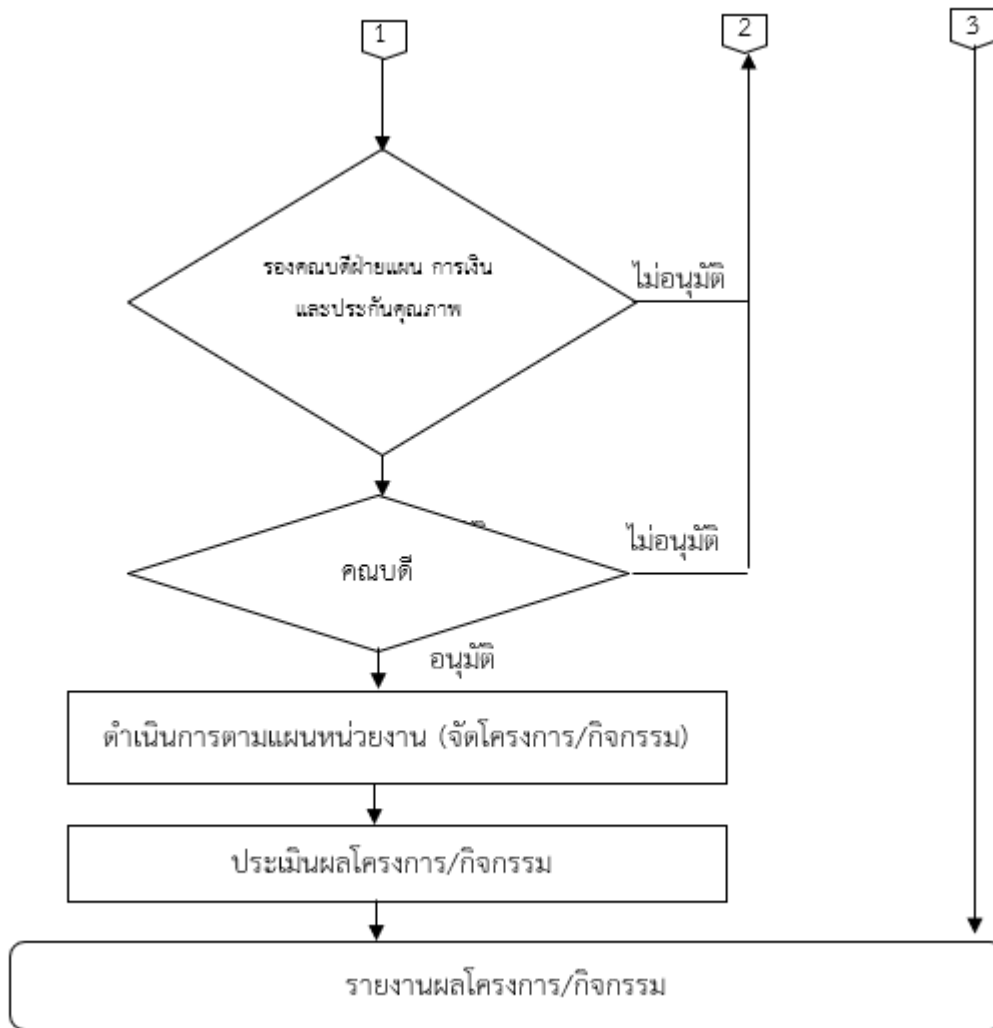 1
2
3
รองคณบดีฝ่ายแผน การเงิน
และประกันคุณภาพ
ไม่อนุมัติ
คณบดี
ไม่อนุมัติ
อนุมัติ
ดำเนินการตามแผนหน่วยงาน (จัดโครงการ/กิจกรรม)
ประเมินผลโครงการ/กิจกรรม
รายงานผลโครงการ/กิจกรรม